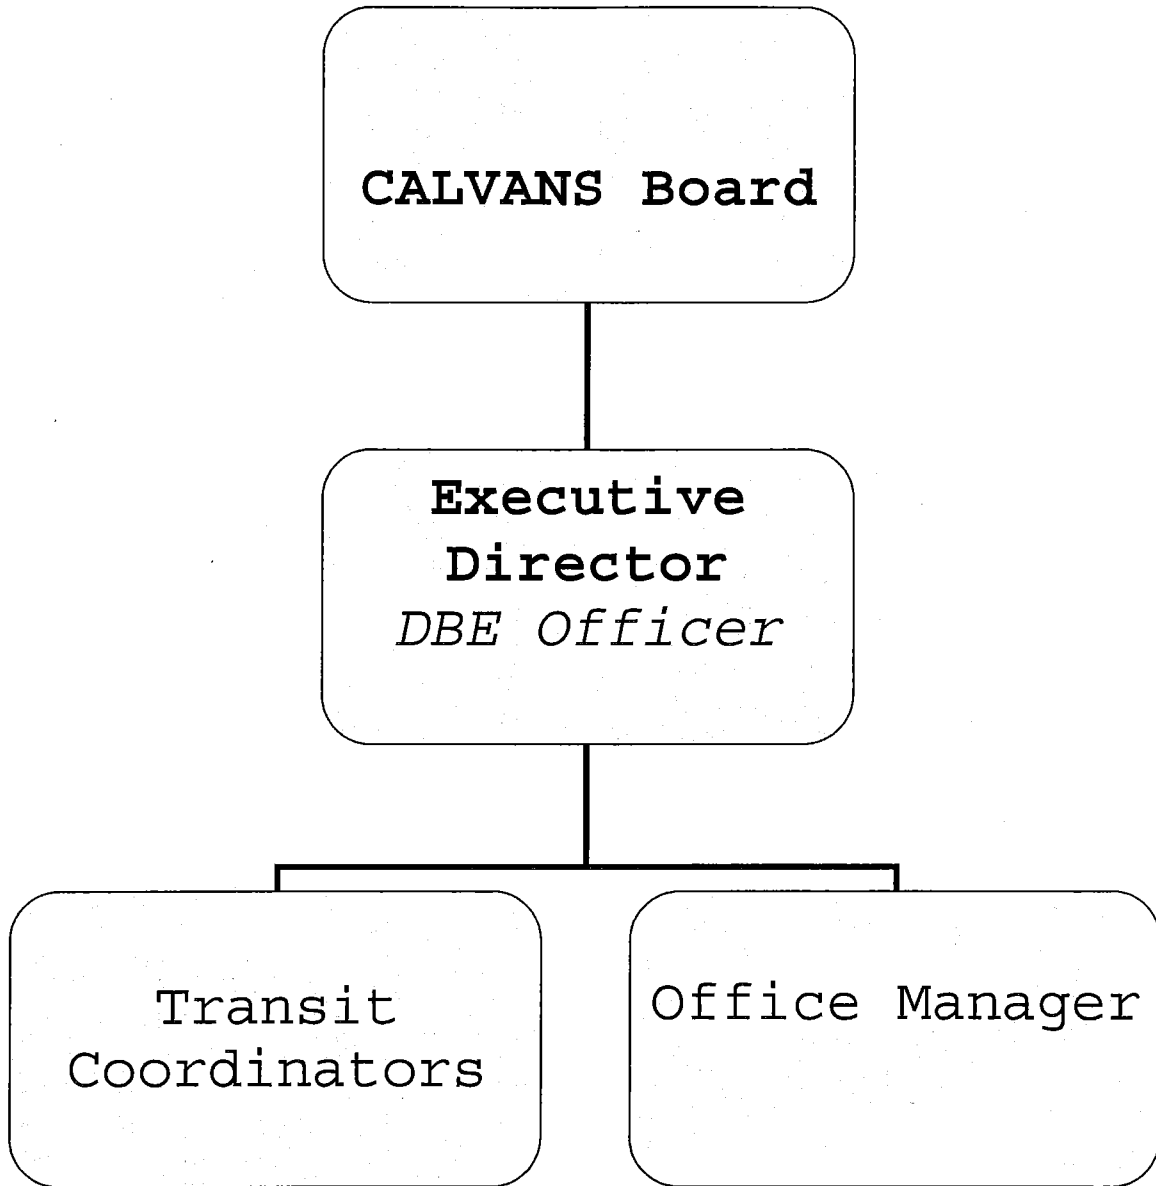 CALVANS Board
Executive
Director
DBE Officer
Transit
Coordinators
Office Manager